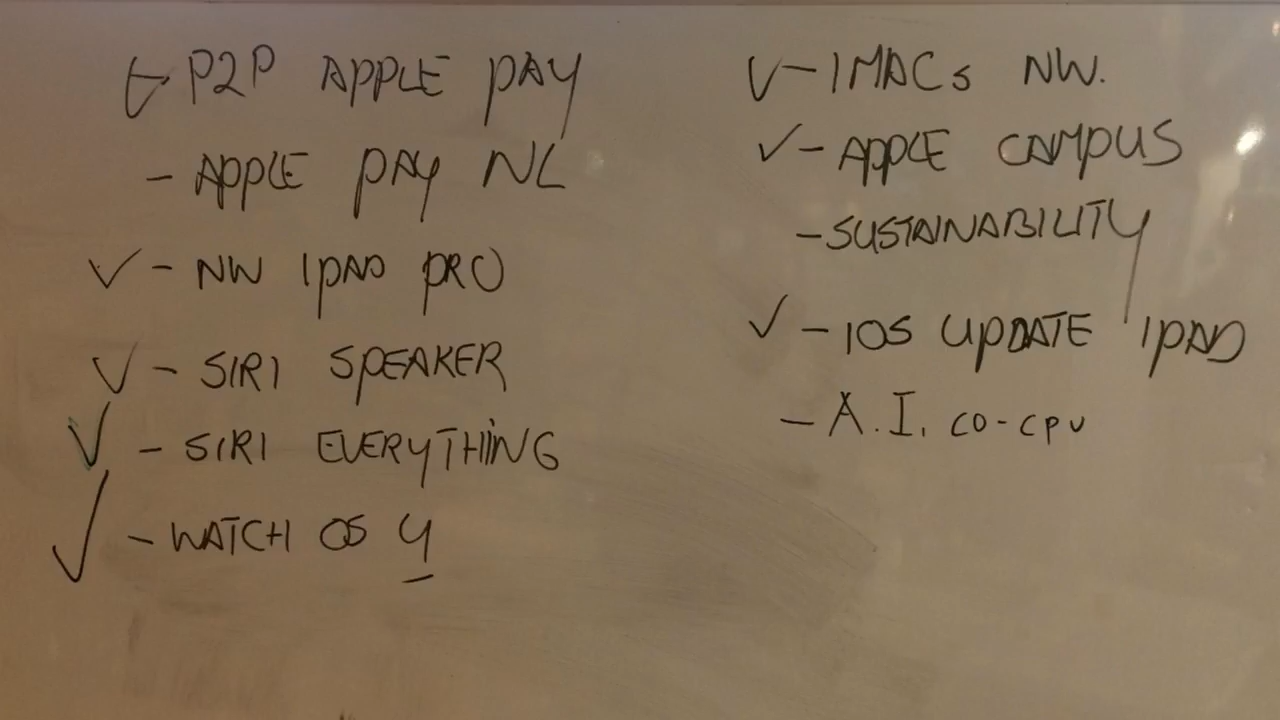 ✓- P2P APPLE PAY
- APPLE PAY NL
✓ - NW IPAD PRO
✓ - SIRI SPEAKER
✓ - SIRI EVERYTHING
✓ - WATCH OS 4
✓ - IMACs NW.
✓ - APPLE CAMPUS
- SUSTAINABILITY
✓ - IOS UPDATE IPAD
- A.I. CO-CPU